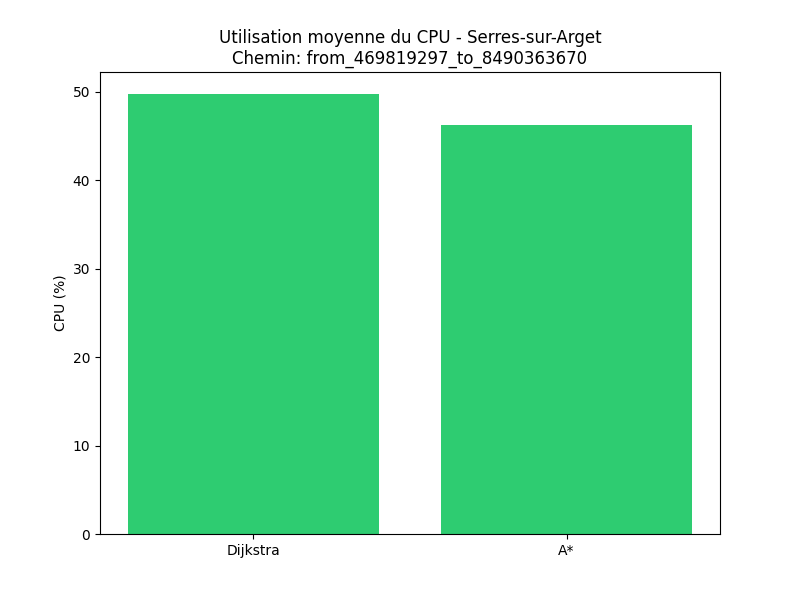 Utilisation moyenne du CPU - Serres-sur-Arget
Chemin: from_469819297_to_8490363670
CPU (%)
50
40
30
20
10
0
Dijkstra
A*